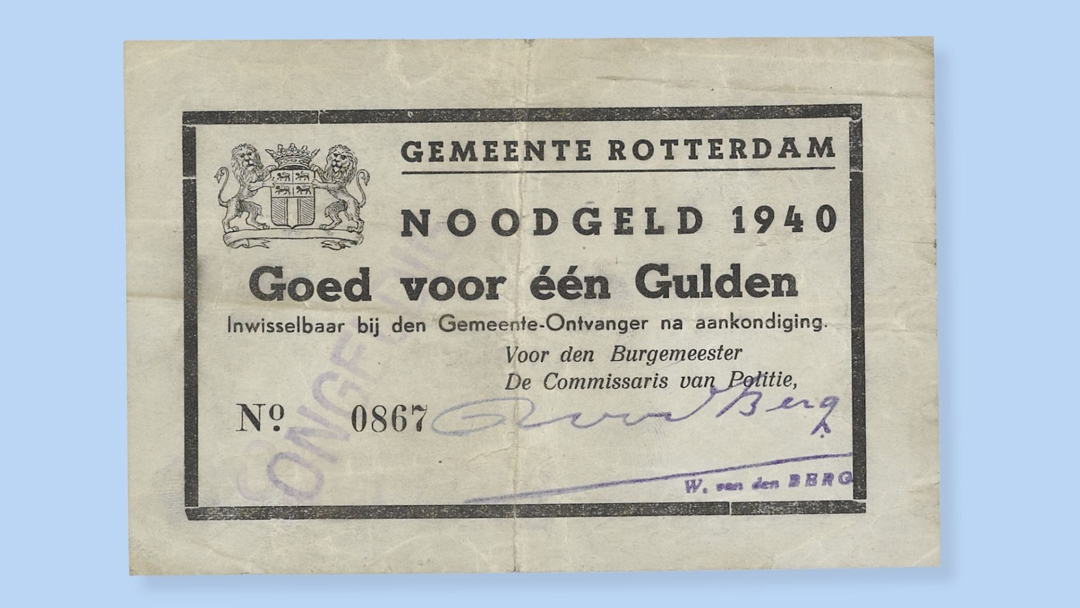 GEMEENTE ROTTERDAM
NOODGELD 1940
Goed voor één Gulden
Inwisselbaar bij den Gemeente-Ontvanger na aankondiging.
Voor den Burgemeester
De Commissaris van Politie,
Nº. 0867
Berg
W. van den BERG